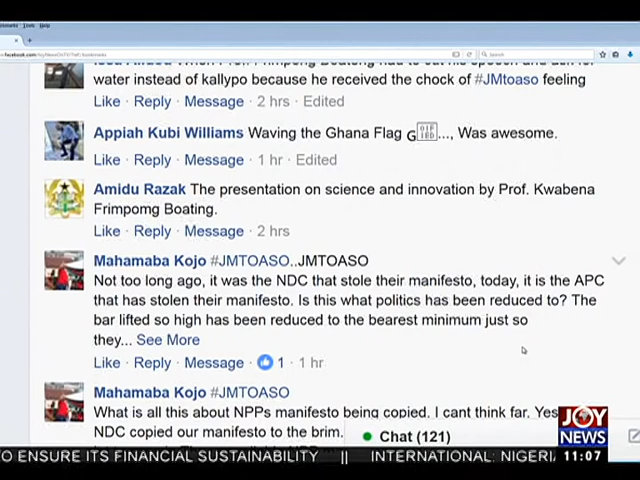 water instead of kallypo because he received the chock of #JMtoaso feeling
Like · Reply · Message · 2 hrs · Edited
Appiah Kubi Williams Waving the Ghana Flag G..., Was awesome.
Like · Reply · Message · 1 hr · Edited
Amidu Razak The presentation on science and innovation by Prof. Kwabena
Frimpomg Boating.
Like · Reply · Message · 2 hrs
Mahamaba Kojo #JMTOASO..JMTOASO
Not too long ago, it was the NDC that stole their manifesto, today, it is the APC
that has stolen their manifesto. Is this what politics has been reduced to? The
bar lifted so high has been reduced to the bearest minimum just so
they... See More
Like · Reply · Message · 1 · 1 hr
Mahamaba Kojo #JMTOASO
What is all this about NPPs manifesto being copied. I cant think far. Yes
NDC copied our manifesto to the brim.
Chat (121)
JOY
NEWS
O ENSURE ITS FINANCIAL SUSTAINABILITY || INTERNATIONAL: NIGERI
11:07